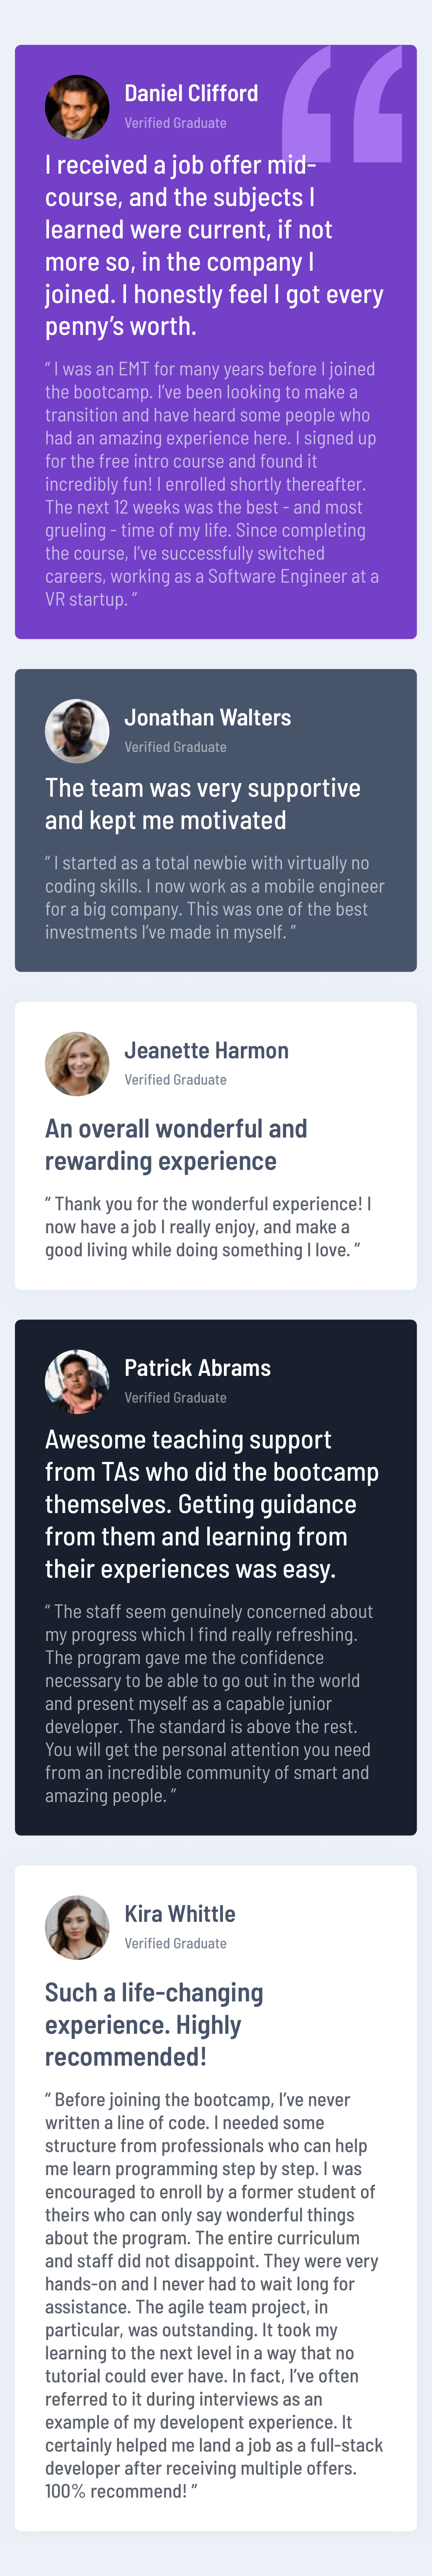 Daniel Clifford
Verified Graduate
I received a job offer mid-
course, and the subjects I
learned were current, if not
more so, in the company I
joined. I honestly feel I got every
penny’s worth.
“ I was an EMT for many years before I joined
the bootcamp. I’ve been looking to make a
transition and have heard some people who
had an amazing experience here. I signed up
for the free intro course and found it
incredibly fun! I enrolled shortly thereafter.
The next 12 weeks was the best - and most
grueling - time of my life. Since completing
the course, I’ve successfully switched
careers, working as a Software Engineer at a
VR startup. ”
Jonathan Walters
Verified Graduate
The team was very supportive
and kept me motivated
“ I started as a total newbie with virtually no
coding skills. I now work as a mobile engineer
for a big company. This was one of the best
investments I’ve made in myself. ”
Jeanette Harmon
Verified Graduate
An overall wonderful and
rewarding experience
“ Thank you for the wonderful experience! I
now have a job I really enjoy, and make a
good living while doing something I love. ”
Patrick Abrams
Verified Graduate
Awesome teaching support
from TAs who did the bootcamp
themselves. Getting guidance
from them and learning from
their experiences was easy.
“ The staff seem genuinely concerned about
my progress which I find really refreshing.
The program gave me the confidence
necessary to be able to go out in the world
and present myself as a capable junior
developer. The standard is above the rest.
You will get the personal attention you need
from an incredible community of smart and
amazing people. ”
Kira Whittle
Verified Graduate
Such a life-changing
experience. Highly
recommended!
“ Before joining the bootcamp, I’ve never
written a line of code. I needed some
structure from professionals who can help
me learn programming step by step. I was
encouraged to enroll by a former student of
theirs who can only say wonderful things
about the program. The entire curriculum
and staff did not disappoint. They were very
hands-on and I never had to wait long for
assistance. The agile team project, in
particular, was outstanding. It took my
learning to the next level in a way that no
tutorial could ever have. In fact, I’ve often
referred to it during interviews as an
example of my developent experience. It
certainly helped me land a job as a full-stack
developer after receiving multiple offers.
100% recommend! ”